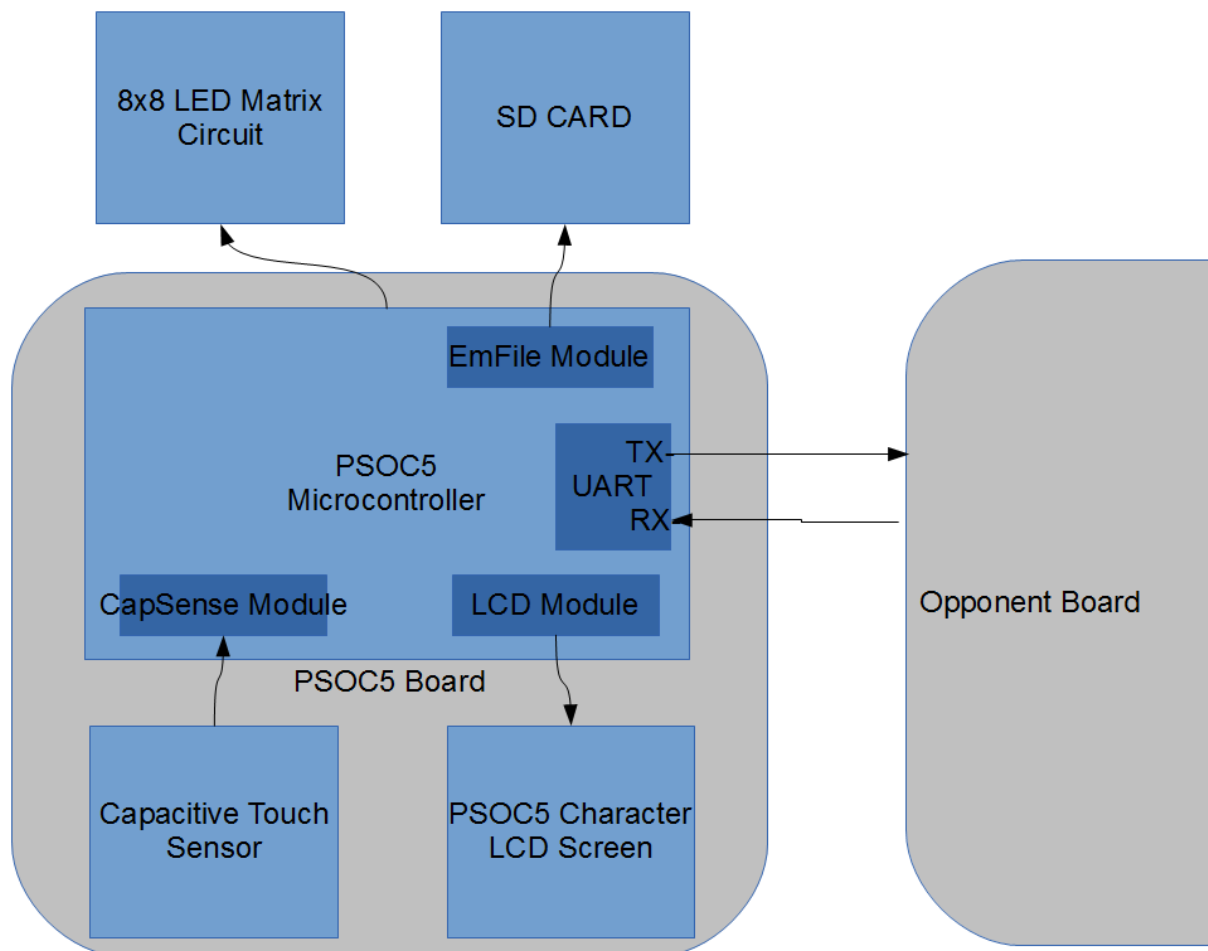 8x8 LED Matrix
Circuit
SD CARD
EmFile Module
TX
UART
RX
PSOC5
Microcontroller
CapSense Module
LCD Module
PSOC5 Board
Capacitive Touch
Sensor
PSOC5 Character
LCD Screen
Opponent Board